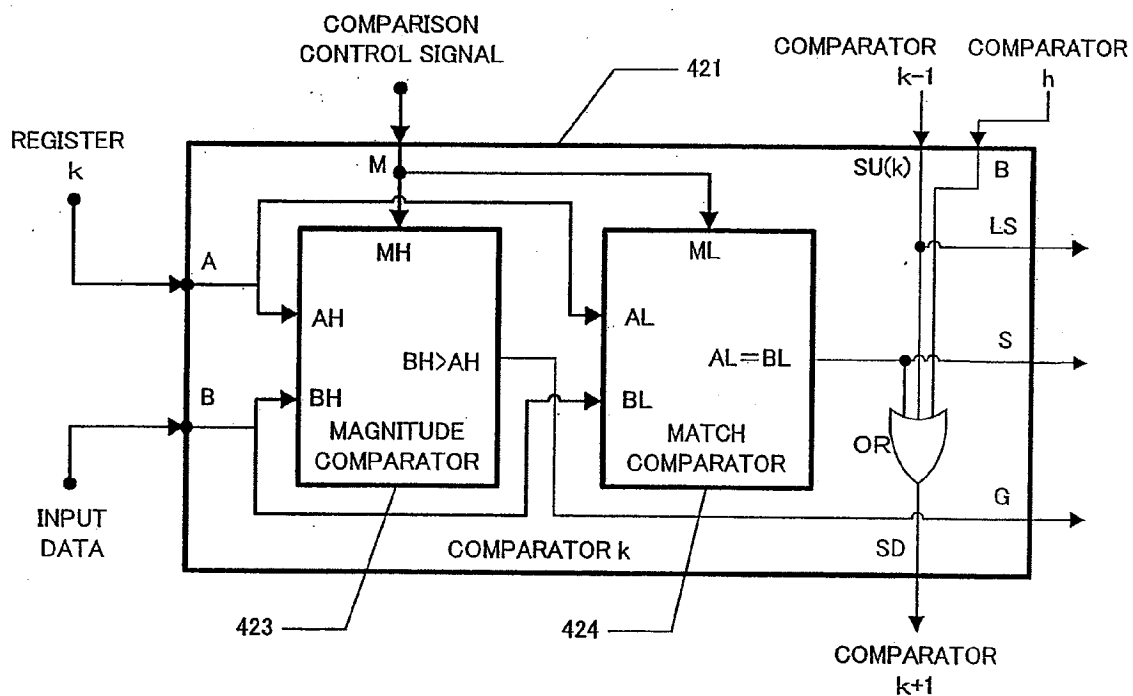 COMPARISON
CONTROL SIGNAL
COMPARATOR
k-1
COMPARATOR
h
421
REGISTER
k
M
SU(k)
B
LS
MH
ML
A
AH
AL
S
BH>AH
AL=BL
B
BH
BL
MAGNITUDE
COMPARATOR
MATCH
COMPARATOR
OR
G
INPUT
DATA
COMPARATOR k
SD
423
424
COMPARATOR
k+1